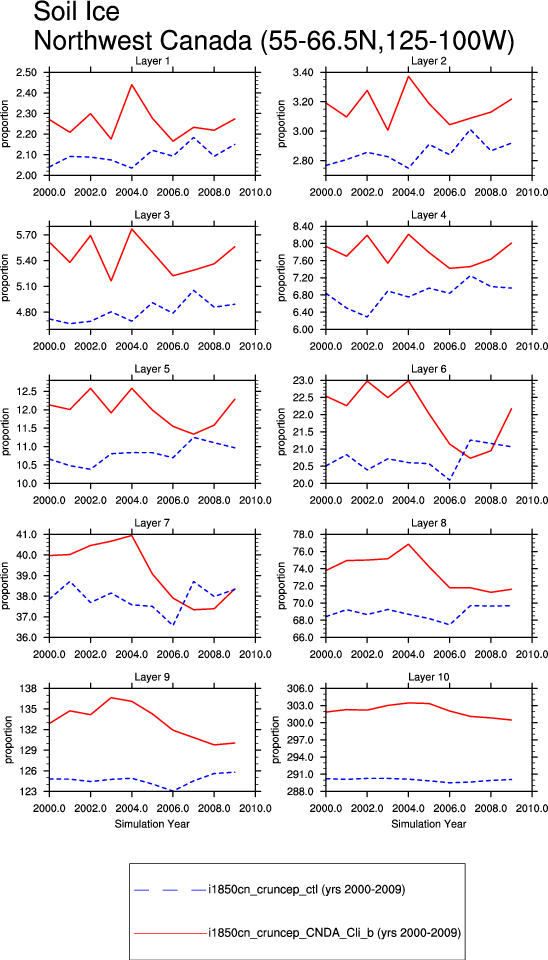 Soil Ice
Northwest Canada (55-66.5N,125-100W)
Layer 1
Layer 2
proportion
2.50
2.40
2.30
2.20
2.10
2.00
2000.0 2002.0 2004.0 2006.0 2008.0 2010.0
proportion
3.40
3.20
3.00
2.80
2000.0 2002.0 2004.0 2006.0 2008.0 2010.0
Layer 3
Layer 4
proportion
5.70
5.40
5.10
4.80
2000.0 2002.0 2004.0 2006.0 2008.0 2010.0
proportion
8.40
8.00
7.60
7.20
6.80
6.40
6.00
2000.0 2002.0 2004.0 2006.0 2008.0 2010.0
Layer 5
Layer 6
proportion
12.5
12.0
11.5
11.0
10.5
10.0
2000.0 2002.0 2004.0 2006.0 2008.0 2010.0
proportion
23.0
22.5
22.0
21.5
21.0
20.5
20.0
2000.0 2002.0 2004.0 2006.0 2008.0 2010.0
Layer 7
Layer 8
proportion
41.0
40.0
39.0
38.0
37.0
36.0
2000.0 2002.0 2004.0 2006.0 2008.0 2010.0
proportion
78.0
76.0
74.0
72.0
70.0
68.0
66.0
2000.0 2002.0 2004.0 2006.0 2008.0 2010.0
Layer 9
Layer 10
proportion
138
135
132
129
126
123
2000.0 2002.0 2004.0 2006.0 2008.0 2010.0
Simulation Year
proportion
306.0
303.0
300.0
297.0
294.0
291.0
288.0
2000.0 2002.0 2004.0 2006.0 2008.0 2010.0
Simulation Year
i1850cn_cruncep_ctl (yrs 2000-2009)
i1850cn_cruncep_CNDA_Cli_b (yrs 2000-2009)